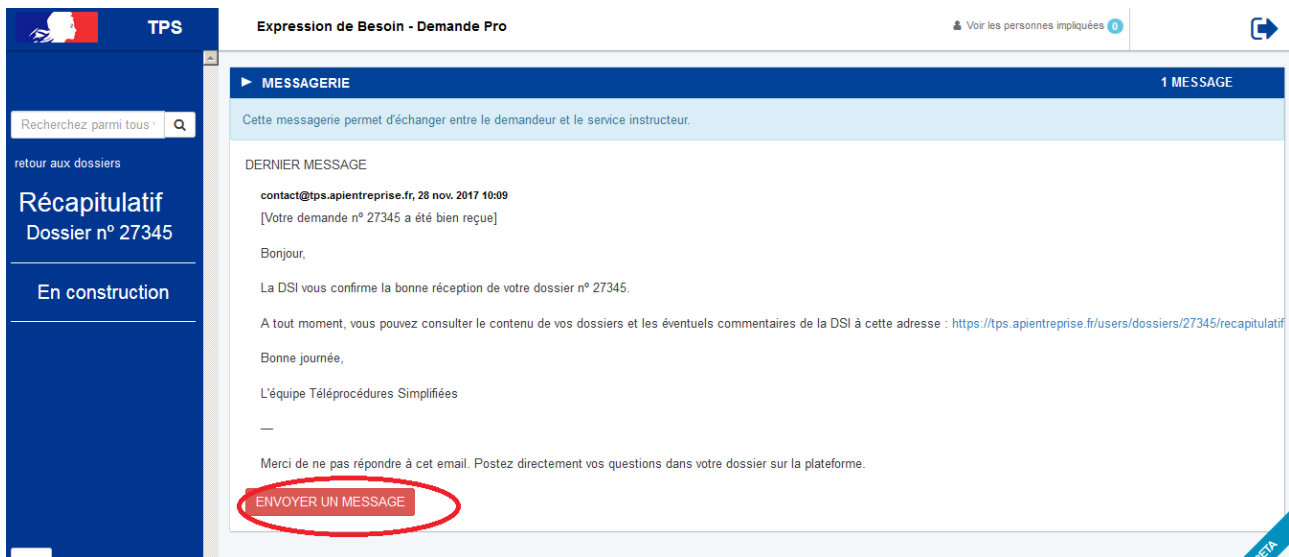 TPS
Expression de Besoin - Demande Pro
Voir les personnes impliquées 0
MESSAGERIE
1 MESSAGE
Cette messagerie permet d'échanger entre le demandeur et le service instructeur.
Recherchez parmi tous
retour aux dossiers
Récapitulatif
Dossier nº 27345
En construction
DERNIER MESSAGE
contact@tps.apientreprise.fr, 28 nov. 2017 10:09
[Votre demande nº 27345 a été bien reçue]
Bonjour,
La DSI vous confirme la bonne réception de votre dossier nº 27345.
A tout moment, vous pouvez consulter le contenu de vos dossiers et les éventuels commentaires de la DSI à cette adresse : https://tps.apientreprise.fr/users/dossiers/27345/recapitulatif
Bonne journée,
L'équipe Téléprocédures Simplifiées
—
Merci de ne pas répondre à cet email. Postez directement vos questions dans votre dossier sur la plateforme.
ENVOYER UN MESSAGE
BETA